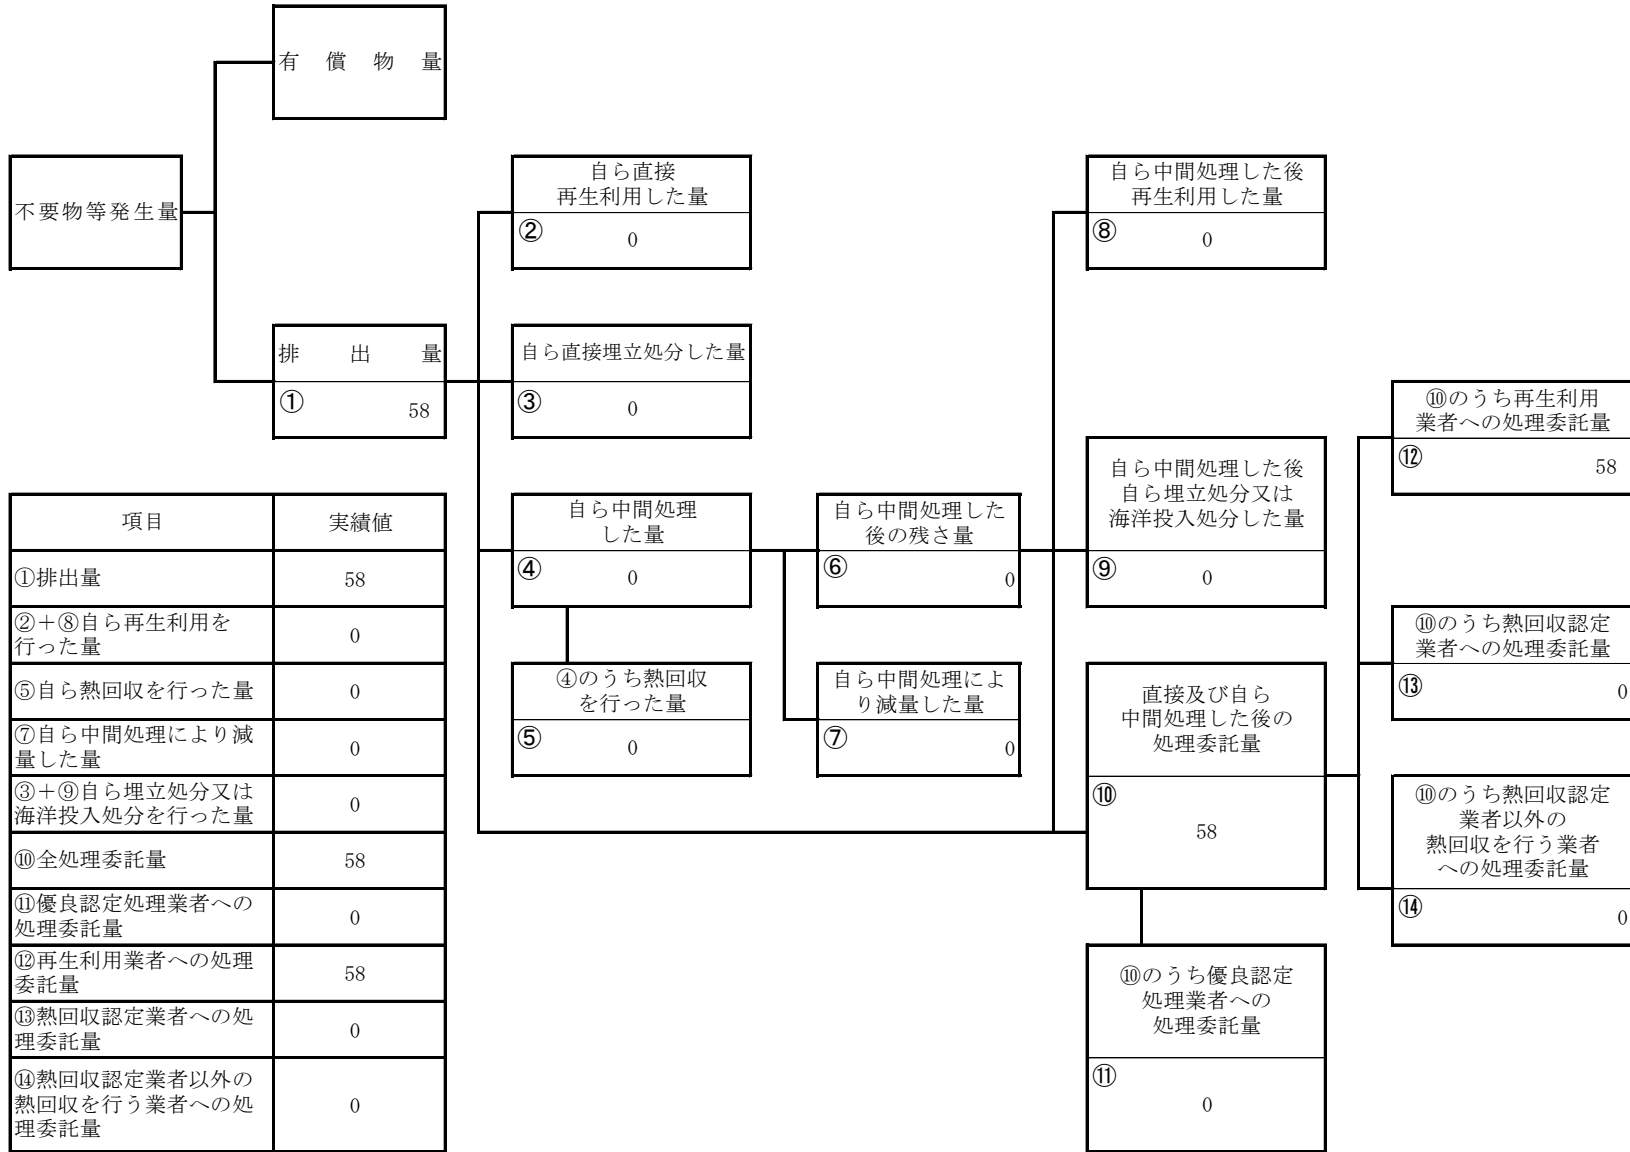 有償物量
不要物等発生量
自ら直接
再生利用した量
②
0
自ら中間処理した後
再生利用した量
⑧
0
排出量
①
58
自ら直接埋立処分した量
③
0
⑩のうち再生利用
業者への処理委託量
⑫
58
自ら中間処理
した量
④
0
自ら中間処理した
後の残さ量
⑥
0
自ら中間処理した後
自ら埋立処分又は
海洋投入処分した量
⑨
0
⑩のうち熱回収認定
業者への処理委託量
⑬
0
④のうち熱回収
を行った量
⑤
0
自ら中間処理によ
り減量した量
⑦
0
直接及び自ら
中間処理した後の
処理委託量
⑩
58
⑩のうち熱回収認定
業者以外の
熱回収を行う業者
への処理委託量
⑭
0
⑩のうち優良認定
処理業者への
処理委託量
⑪
0
項目 実績値
①排出量 58
②+⑧自ら再生利用を
行った量 0
⑤自ら熱回収を行った量 0
⑦自ら中間処理により減
量した量 0
③+⑨自ら埋立処分又は
海洋投入処分を行った量 0
⑩全処理委託量 58
⑪優良認定処理業者への
処理委託量 0
⑫再生利用業者への処理
委託量 58
⑬熱回収認定業者への処
理委託量 0
⑭熱回収認定業者以外の
熱回収を行う業者への処
理委託量 0